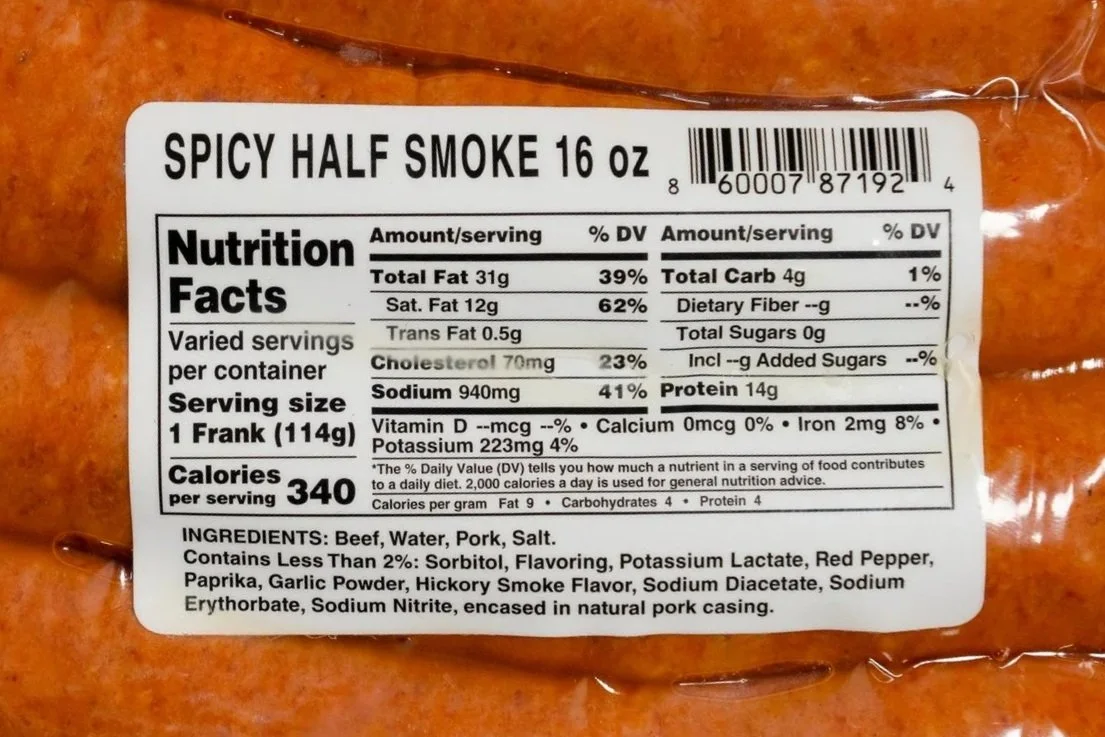 SPICY HALF SMOKE 16 oz
8 60007 87192 4
Nutrition
Facts
Varied servings
per container
Serving size
1 Frank (114g)
Calories
per serving 340
Amount/serving % DV
Total Fat 31g 39%
Sat. Fat 12g 62%
Trans Fat 0.5g
Cholesterol 70mg 23%
Sodium 940mg 41%
Amount/serving % DV
Total Carb 4g 1%
Dietary Fiber --g --%
Total Sugars 0g
Incl --g Added Sugars --%
Protein 14g
Vitamin D --mcg --% • Calcium 0mcg 0% • Iron 2mg 8% •
Potassium 223mg 4%
*The % Daily Value (DV) tells you how much a nutrient in a serving of food contributes
to a daily diet. 2,000 calories a day is used for general nutrition advice.
Calories per gram Fat 9 • Carbohydrates 4 • Protein 4
INGREDIENTS: Beef, Water, Pork, Salt.
Contains Less Than 2%: Sorbitol, Flavoring, Potassium Lactate, Red Pepper,
Paprika, Garlic Powder, Hickory Smoke Flavor, Sodium Diacetate, Sodium
Erythorbate, Sodium Nitrite, encased in natural pork casing.